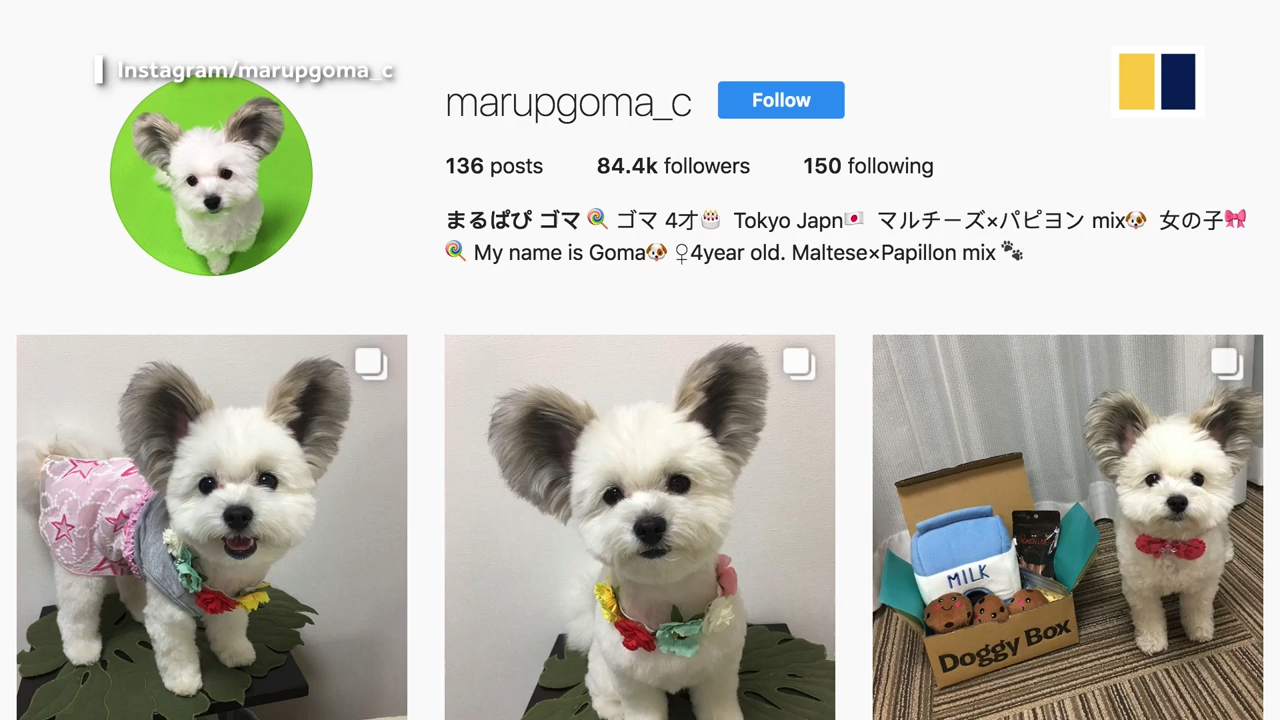 Instagram/marupgoma_c
marupgoma_c Follow
136 posts 84.4k followers 150 following
まるぱぴ ゴマ🍭 ゴマ 4才🎂 Tokyo Japn🇯🇵 マルチーズ×パピヨン mix🐶 女の子🎀
🍭 My name is Goma🐶 ♀4year old. Maltese×Papillon mix 🐾
MILK
Doggy Box